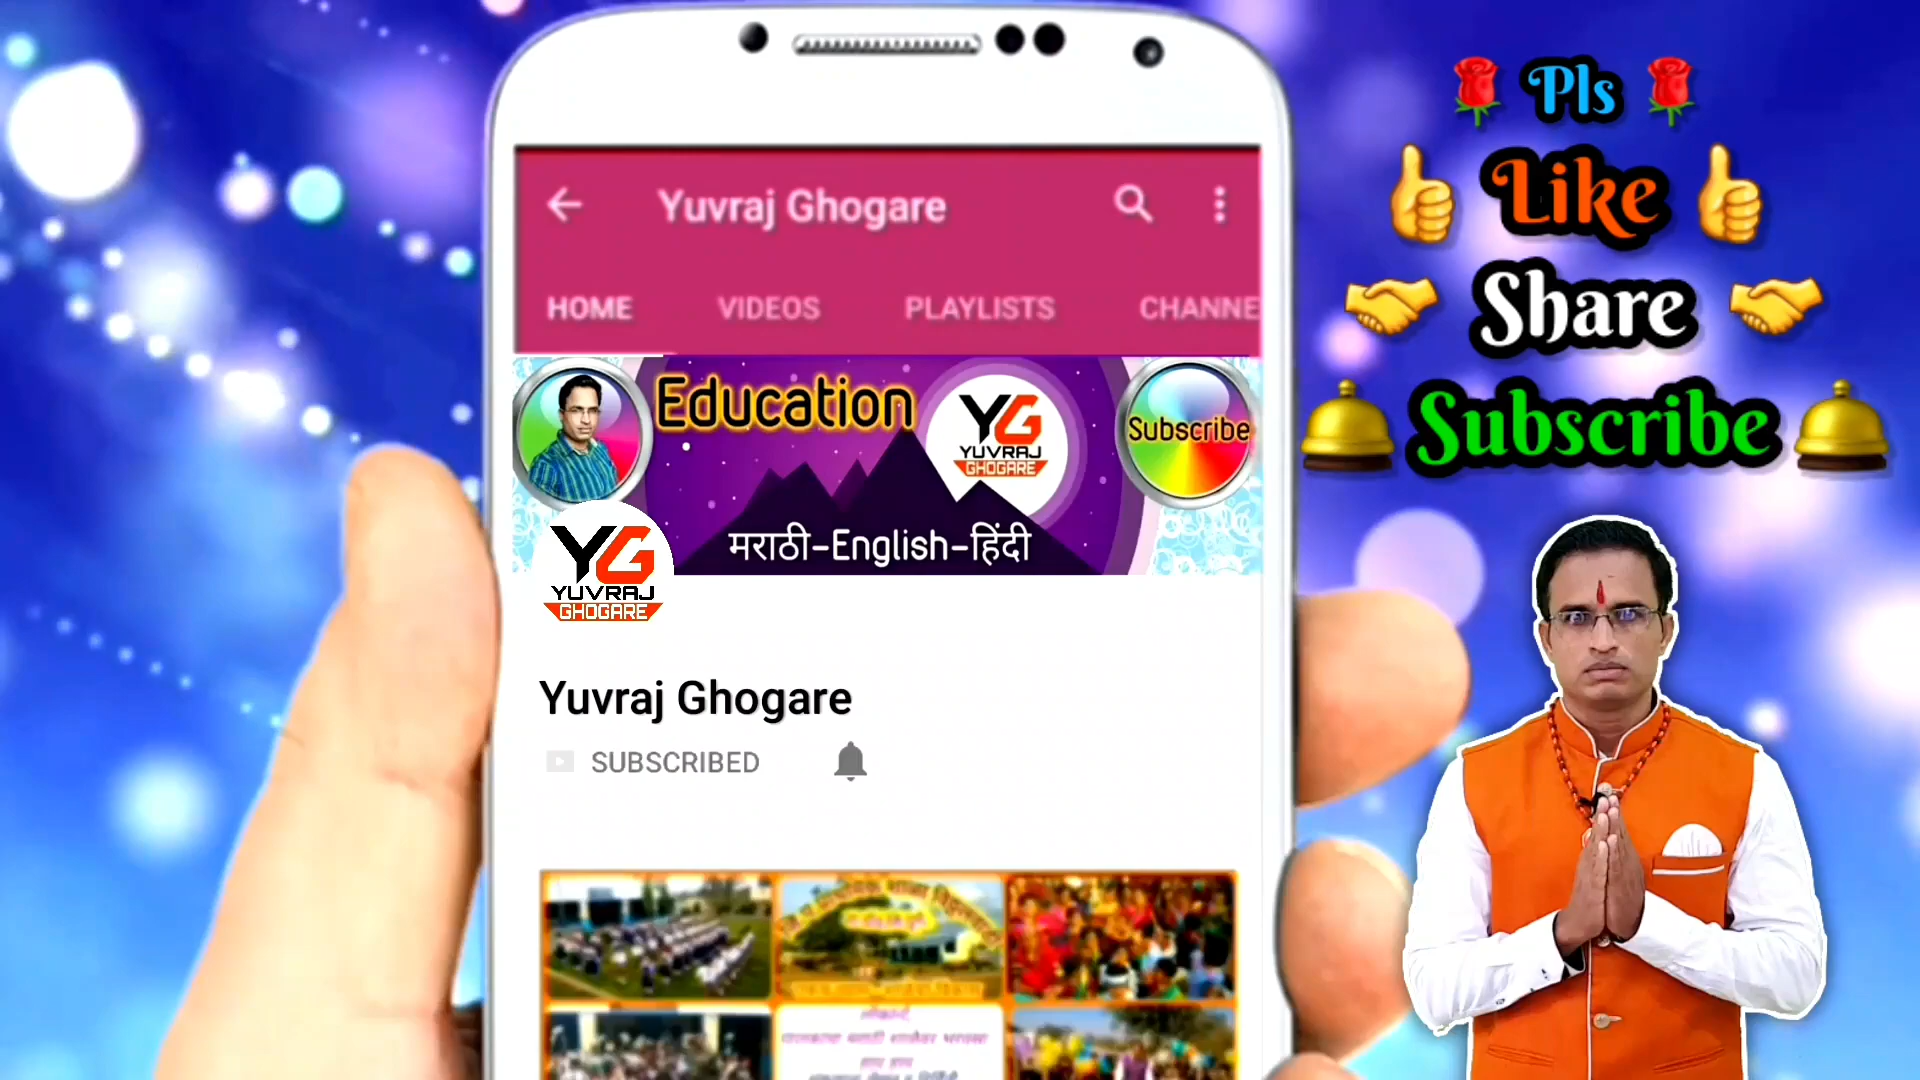 Yuvraj Ghogare
HOME VIDEOS PLAYLISTS CHANNE
Education
YG
YUVRAJ
GHOGARE
Subscribe
मराठी-English-हिंदी
YG
YUVRAJ
GHOGARE
Yuvraj Ghogare
SUBSCRIBED
Pls
Like
Share
Subscribe